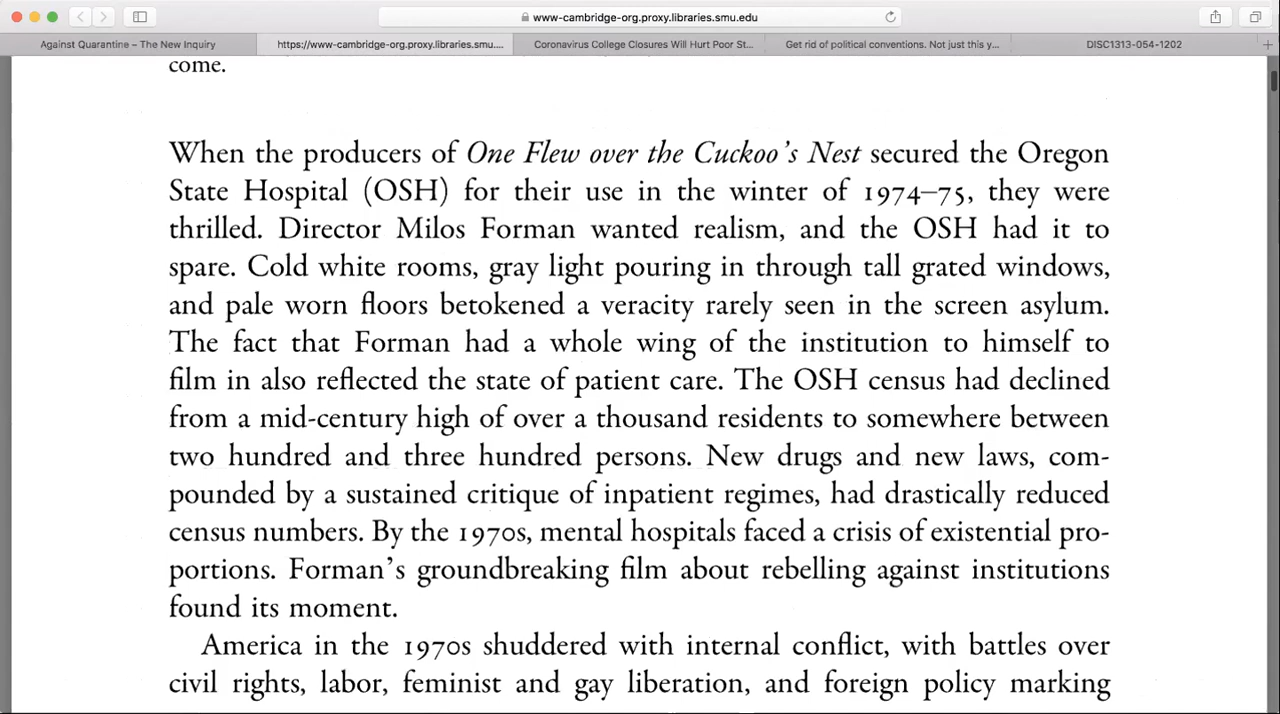 www-cambridge-org.proxy.libraries.smu.edu
Against Quarantine – The New Inquiry
https://www-cambridge-org.proxy.libraries.smu....
Coronavirus College Closures Will Hurt Poor St...
Get rid of political conventions. Not just this y...
DISC1313-054-1202
come.
When the producers of One Flew over the Cuckoo's Nest secured the Oregon
State Hospital (OSH) for their use in the winter of 1974–75, they were
thrilled. Director Milos Forman wanted realism, and the OSH had it to
spare. Cold white rooms, gray light pouring in through tall grated windows,
and pale worn floors betokened a veracity rarely seen in the screen asylum.
The fact that Forman had a whole wing of the institution to himself to
film in also reflected the state of patient care. The OSH census had declined
from a mid-century high of over a thousand residents to somewhere between
two hundred and three hundred persons. New drugs and new laws, com-
pounded by a sustained critique of inpatient regimes, had drastically reduced
census numbers. By the 1970s, mental hospitals faced a crisis of existential pro-
portions. Forman's groundbreaking film about rebelling against institutions
found its moment.
America in the 1970s shuddered with internal conflict, with battles over
civil rights, labor, feminist and gay liberation, and foreign policy marking